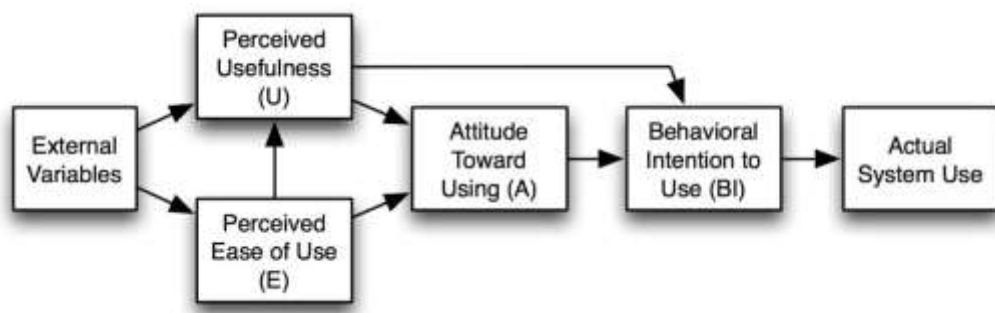 External
Variables
Perceived
Usefulness
(U)
Perceived
Ease of Use
(E)
Attitude
Toward
Using (A)
Behavioral
Intention to
Use (BI)
Actual
System Use